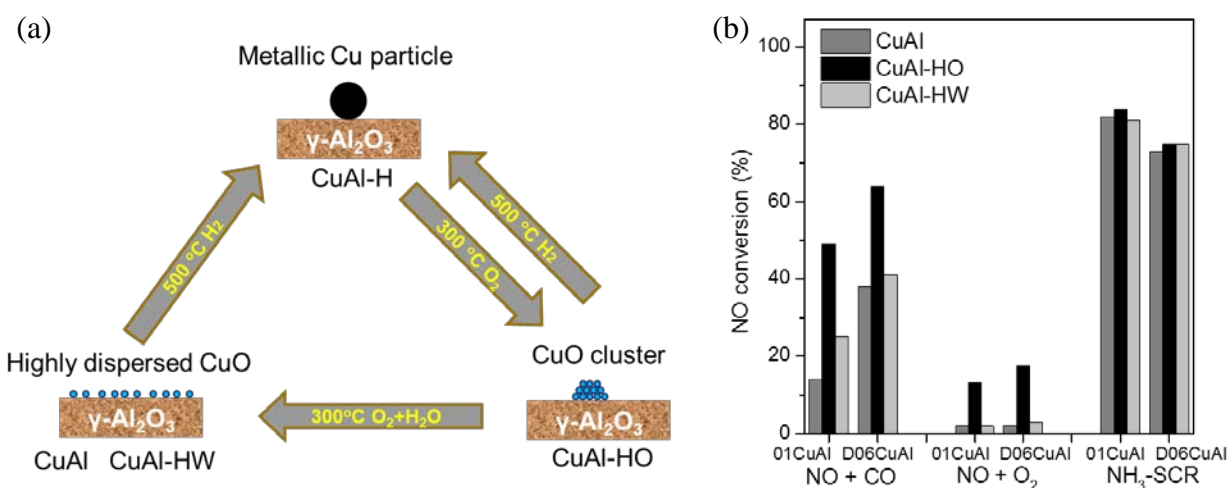 (a)
Metallic Cu particle
γ-Al₂O₃
CuAl-H
500 °C H₂
300 °C O₂
500 °C H₂
Highly dispersed CuO
γ-Al₂O₃
CuAl CuAl-HW
300°C O₂+H₂O
CuO cluster
γ-Al₂O₃
CuAl-HO
(b)
CuAl
CuAl-HO
CuAl-HW
NO conversion (%)
100
80
60
40
20
0
01CuAl D06CuAl 01CuAl D06CuAl 01CuAl D06CuAl
NO + CO NO + O₂ NH₃-SCR